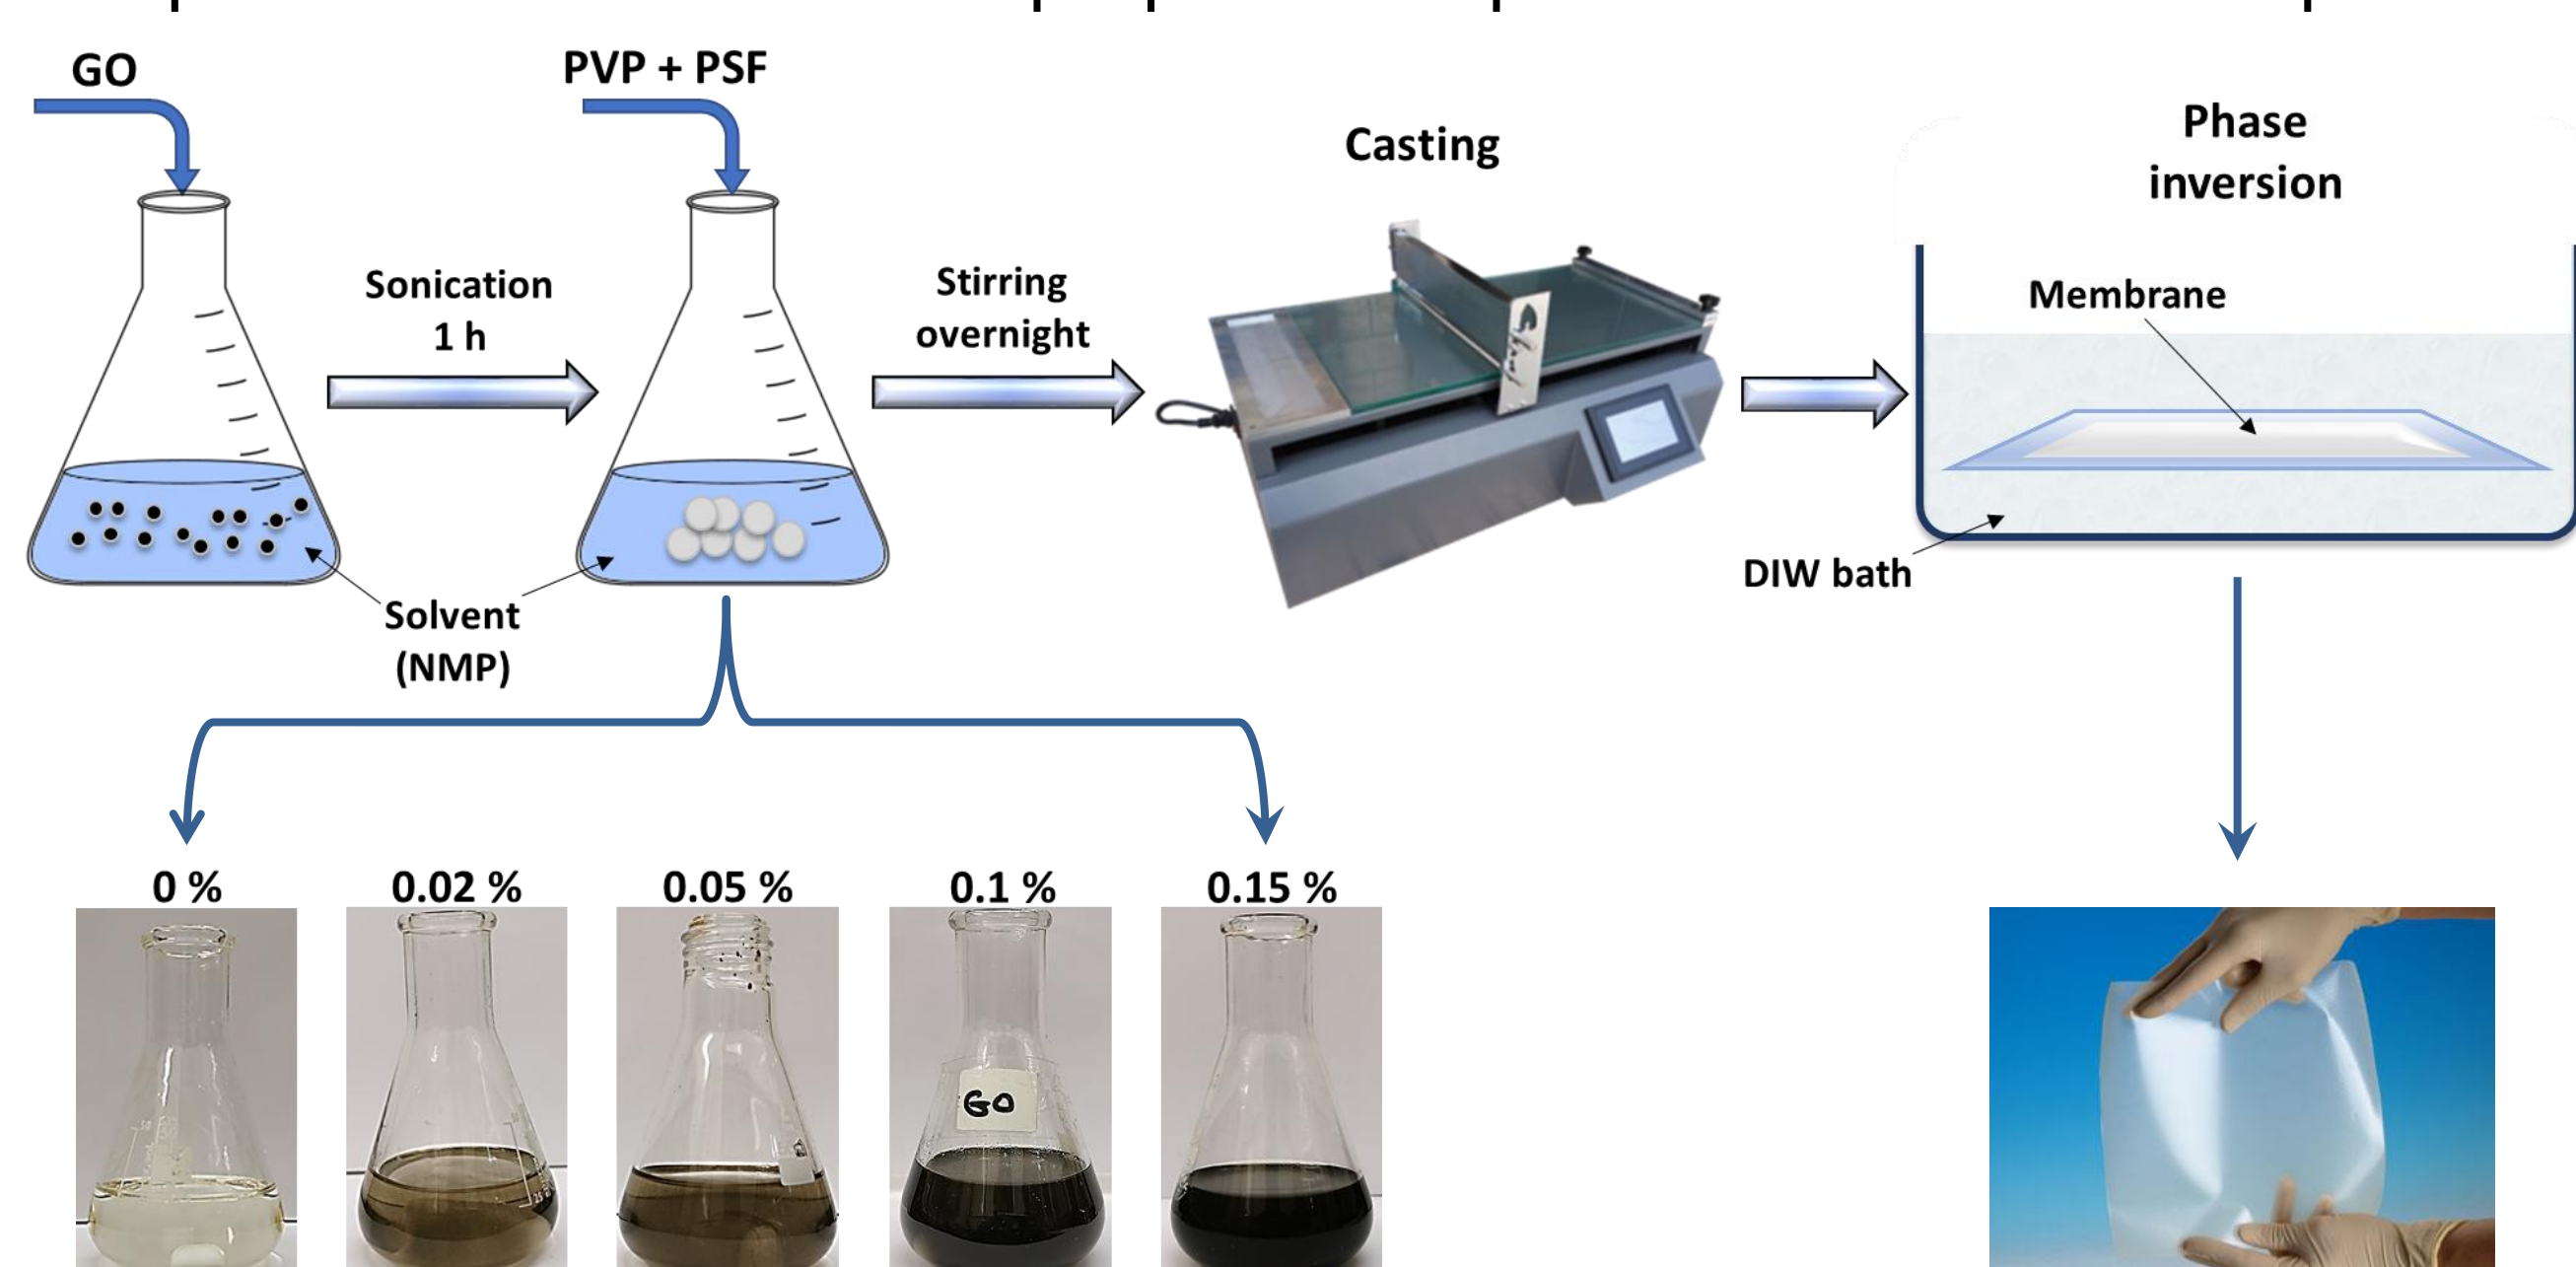 GO
PVP + PSF
Casting
Phase
inversion
Sonication
1 h
Stirring
overnight
Membrane
DIW bath
Solvent
(NMP)
0 %
0.02 %
0.05 %
0.1 %
0.15 %
GO